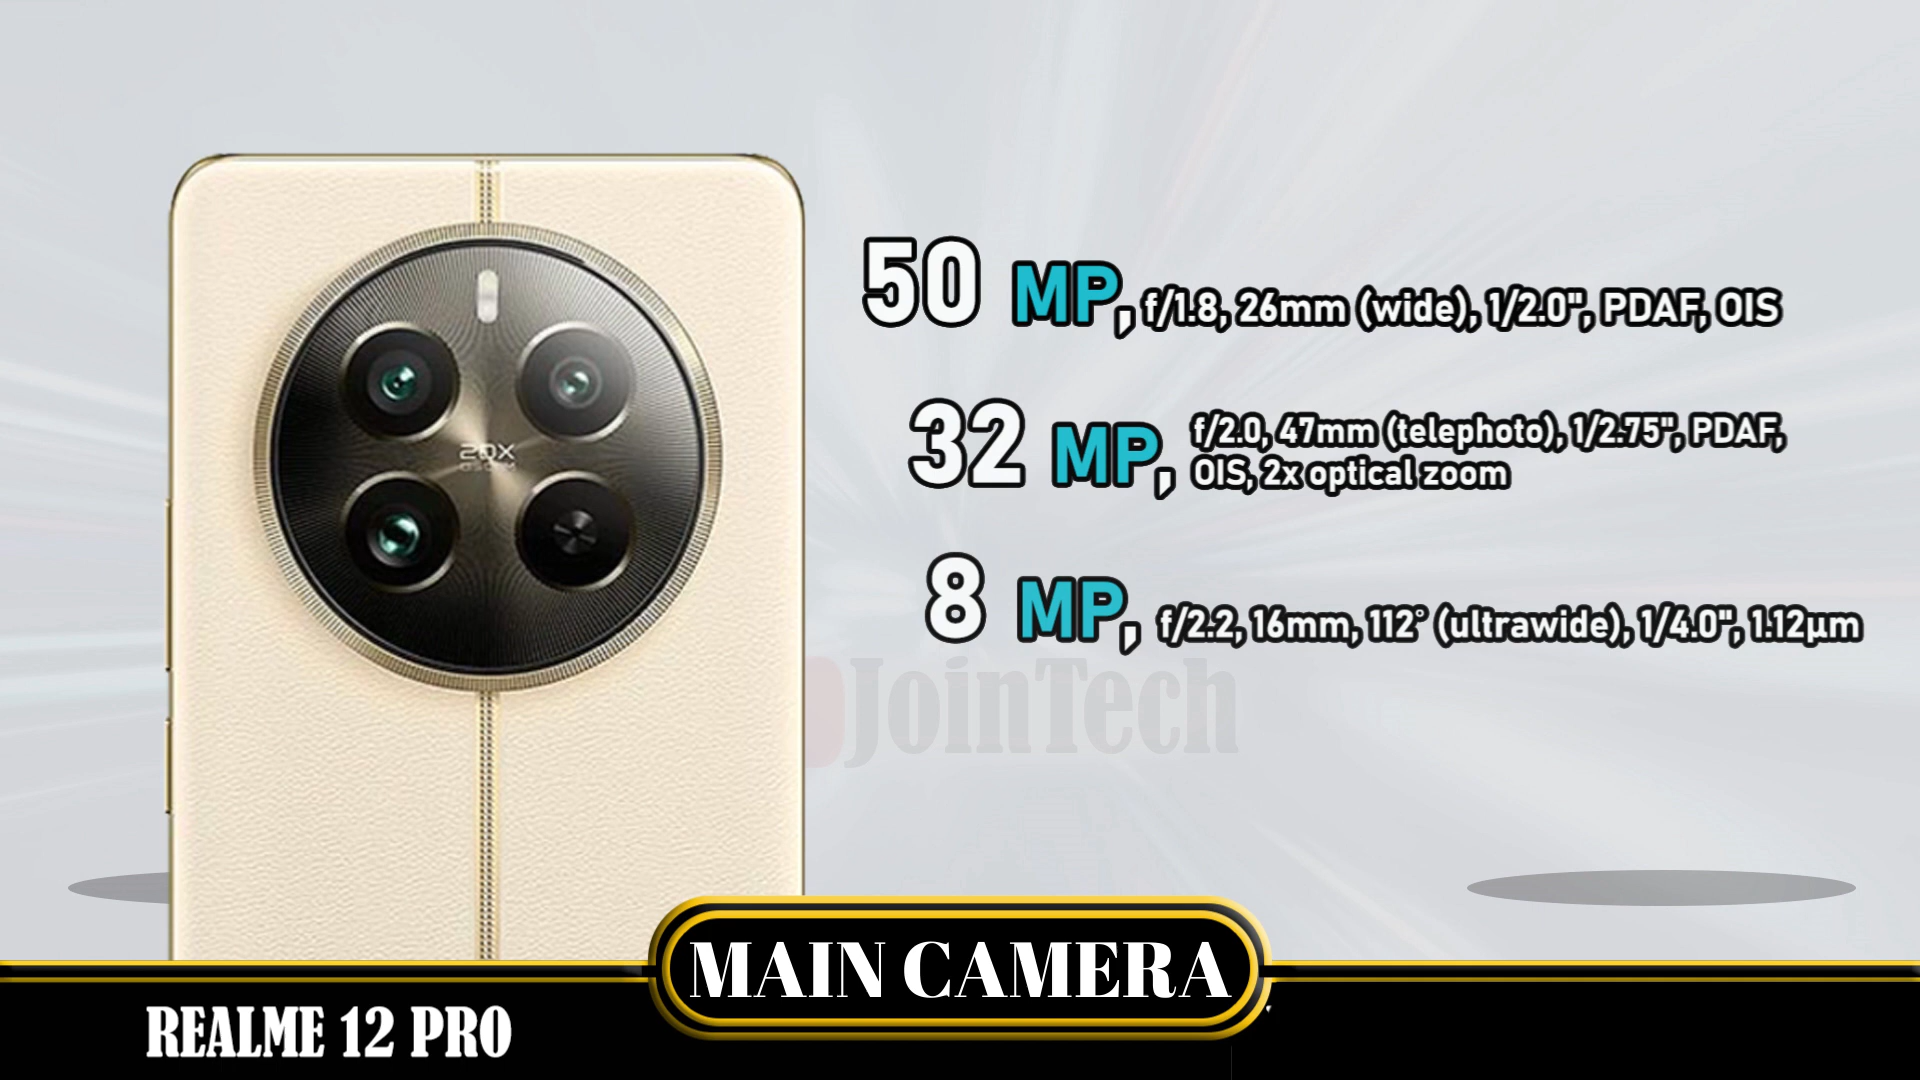 50 MP, f/1.8, 26mm (wide), 1/2.0", PDAF, OIS
32 MP, f/2.0, 47mm (telephoto), 1/2.75", PDAF,
OIS, 2x optical zoom
8 MP, f/2.2, 16mm, 112° (ultrawide), 1/4.0", 1.12µm
20X
JoinTech
MAIN CAMERA
REALME 12 PRO